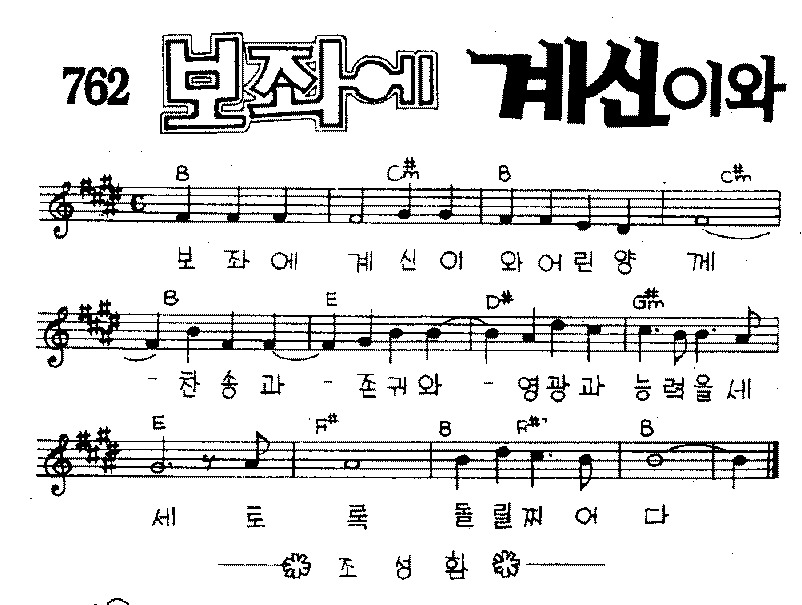 762 보좌에 계신이와
B C#m B C#m
보 좌 에 계 신 이 와 어 린 양 께
B E D# G#m
- 찬 송 과 - 존 귀 와 - 영 광 과 능 력 을 세
E F# B F#7 B
세 토 록 돌 릴 찌 어 다
조 성 환